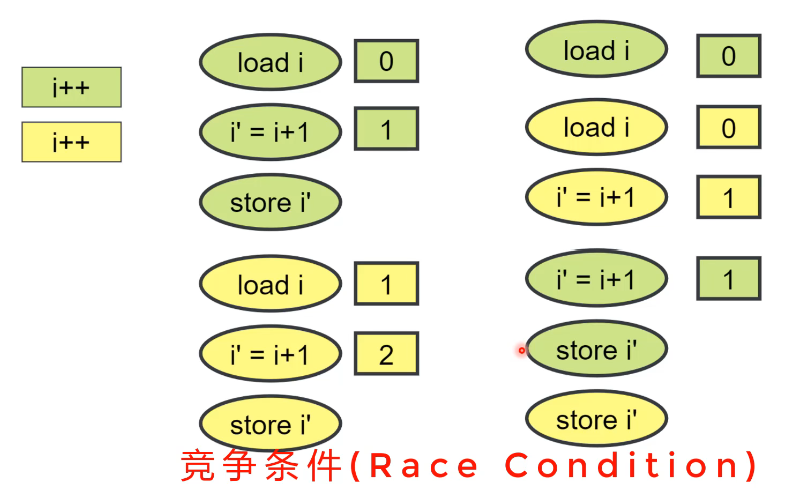 i++
i++
load i
0
i' = i+1
1
store i'
load i
1
i' = i+1
2
store i'
load i
0
load i
0
i' = i+1
1
i' = i+1
1
store i'
store i'
竞争条件(Race Condition)